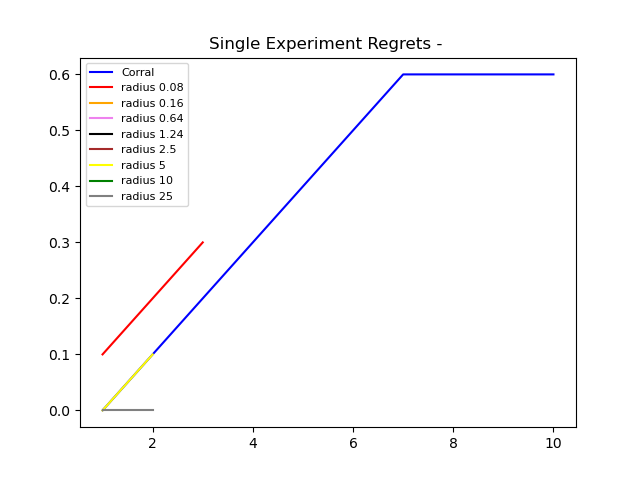 Single Experiment Regrets -
Corral
radius 0.08
radius 0.16
radius 0.64
radius 1.24
radius 2.5
radius 5
radius 10
radius 25
0.6
0.5
0.4
0.3
0.2
0.1
0.0
2 4 6 8 10